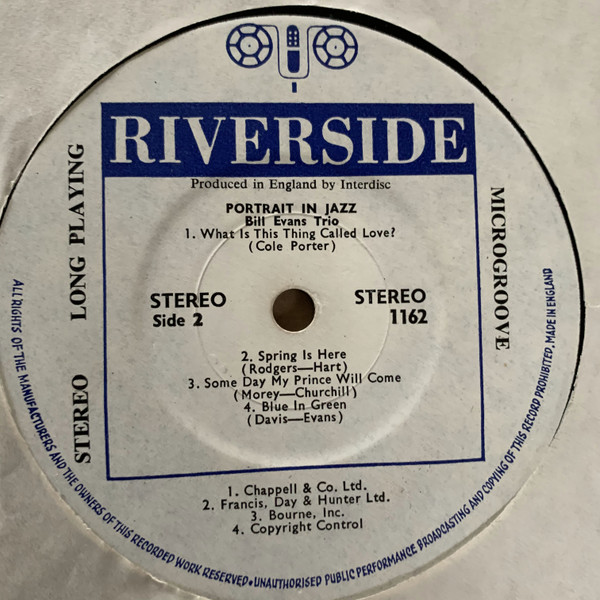 RIVERSIDE
Produced in England by Interdisc
PORTRAIT IN JAZZ
Bill Evans Trio
1. What Is This Thing Called Love?
(Cole Porter)
STEREO
Side 2
STEREO
1162
2. Spring Is Here
(Rodgers—Hart)
3. Some Day My Prince Will Come
(Morey—Churchill)
4. Blue In Green
(Davis—Evans)
1. Chappell & Co. Ltd.
2. Francis, Day & Hunter Ltd.
3. Bourne, Inc.
4. Copyright Control
STEREO LONG PLAYING
MICROGROOVE
ALL RIGHTS OF THE MANUFACTURERS AND THE OWNERS OF THIS RECORDED WORK RESERVED • UNAUTHORISED PUBLIC PERFORMANCE BROADCASTING AND COPYING OF THIS RECORD PROHIBITED. MADE IN ENGLAND